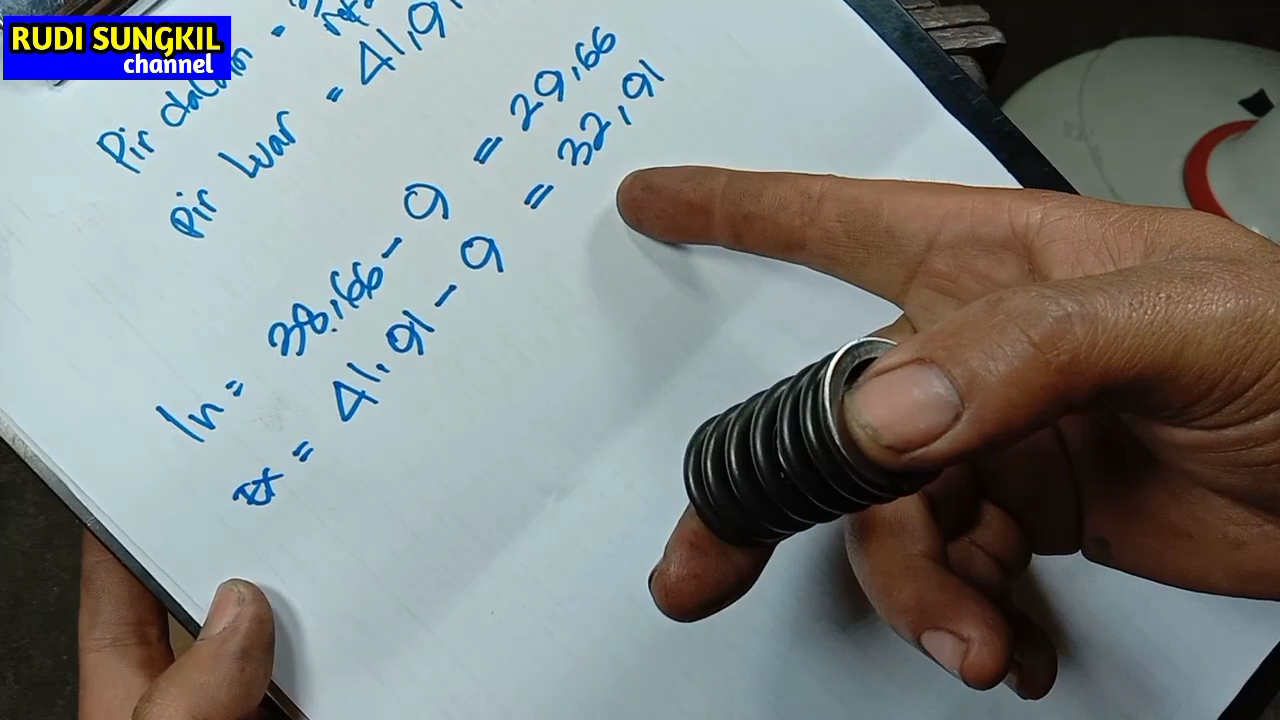 RUDI SUNGKIL
channel
Pir dalam =
Pir luar = 41,91
In = 38,66 - 9 = 29,66
Ex = 41,91 - 9 = 32,91